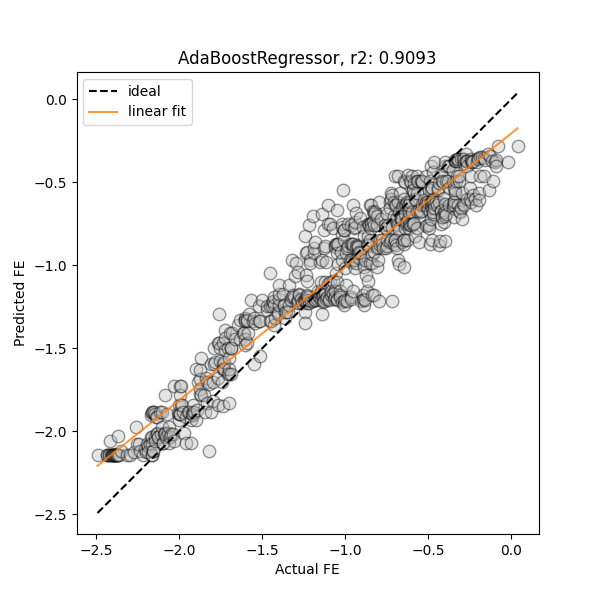 AdaBoostRegressor, r2: 0.9093
ideal
linear fit
Predicted FE
0.0
−0.5
−1.0
−1.5
−2.0
−2.5
−2.5 −2.0 −1.5 −1.0 −0.5 0.0
Actual FE